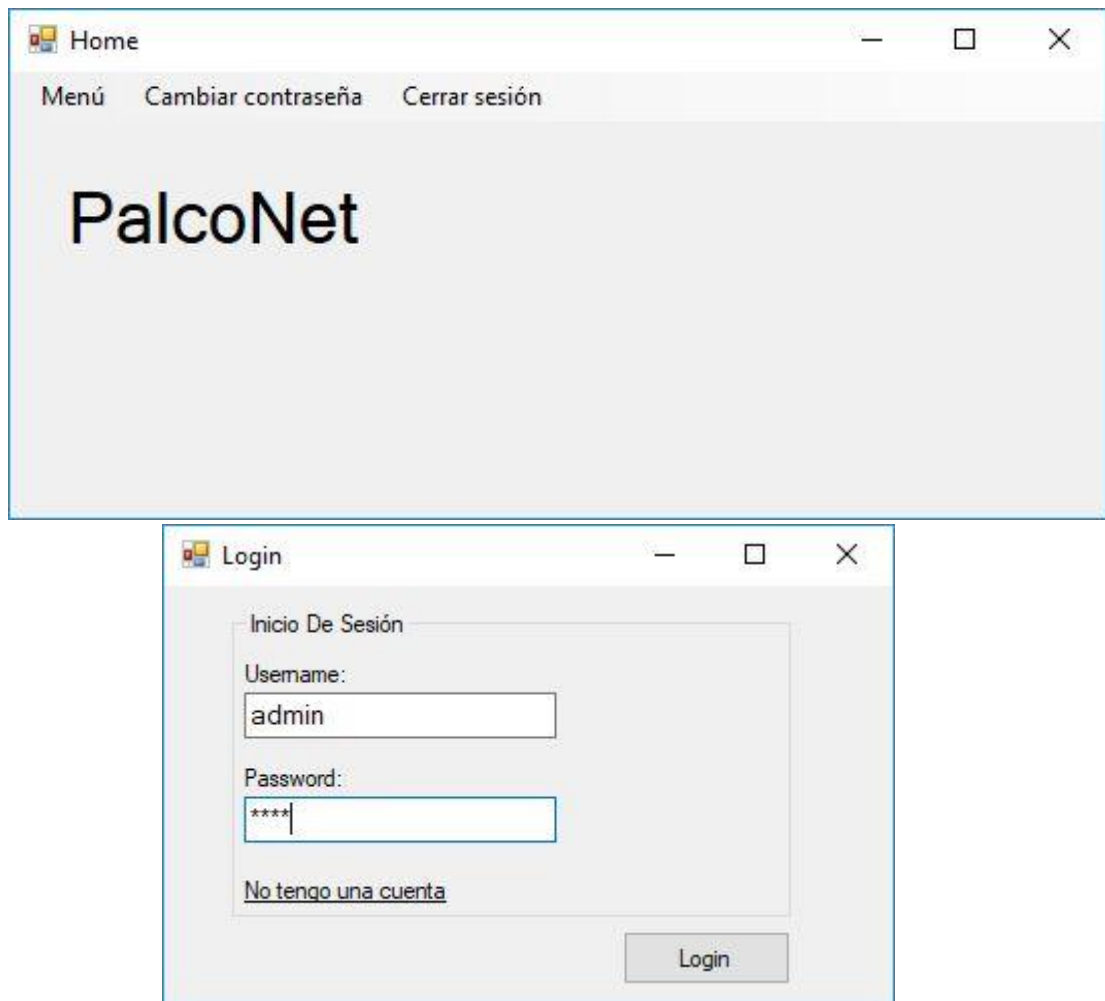 Home
Menú Cambiar contraseña Cerrar sesión
PalcoNet
Login
Inicio De Sesión
Username:
admin
Password:
****
No tengo una cuenta
Login